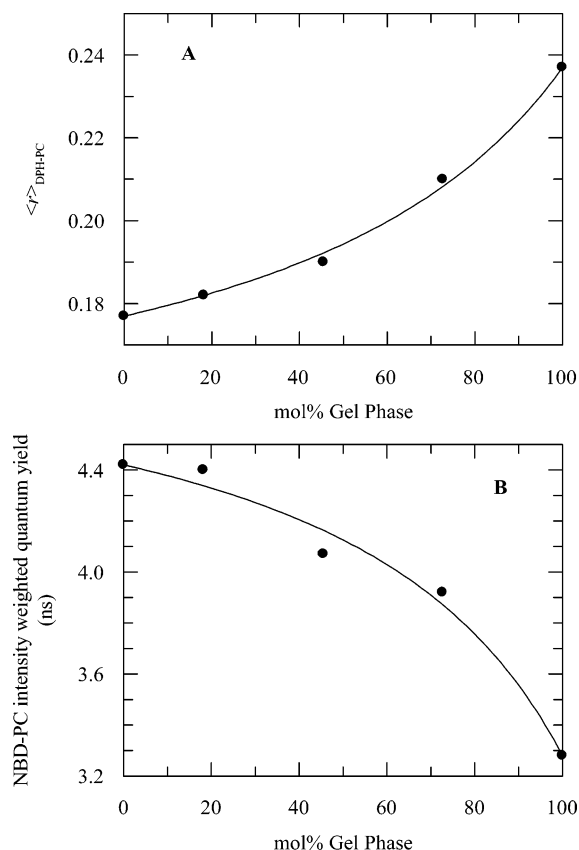 A
0.24
0.22
0.20
0.18
<r>DPH-PC
0 20 40 60 80 100
mol% Gel Phase
B
4.4
4.0
3.6
3.2
NBD-PC intensity weighted quantum yield
(ns)
0 20 40 60 80 100
mol% Gel Phase